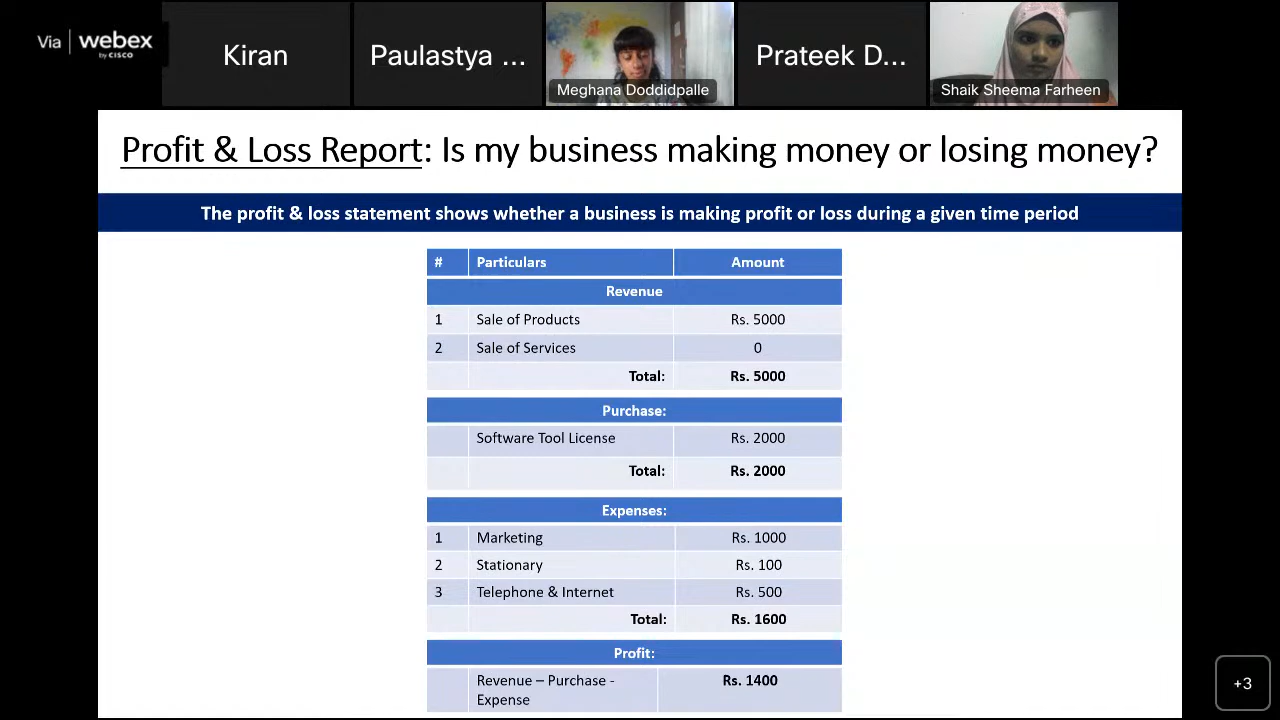 Via webex
by CISCO
Kiran
Paulastya ...
Meghana Doddidpalle
Prateek D...
Shaik Sheema Farheen
Profit & Loss Report: Is my business making money or losing money?
The profit & loss statement shows whether a business is making profit or loss during a given time period
# Particulars Amount
Revenue
1 Sale of Products Rs. 5000
2 Sale of Services 0
Total: Rs. 5000
Purchase:
Software Tool License Rs. 2000
Total: Rs. 2000
Expenses:
1 Marketing Rs. 1000
2 Stationary Rs. 100
3 Telephone & Internet Rs. 500
Total: Rs. 1600
Profit:
Revenue – Purchase - Rs. 1400
Expense
+3